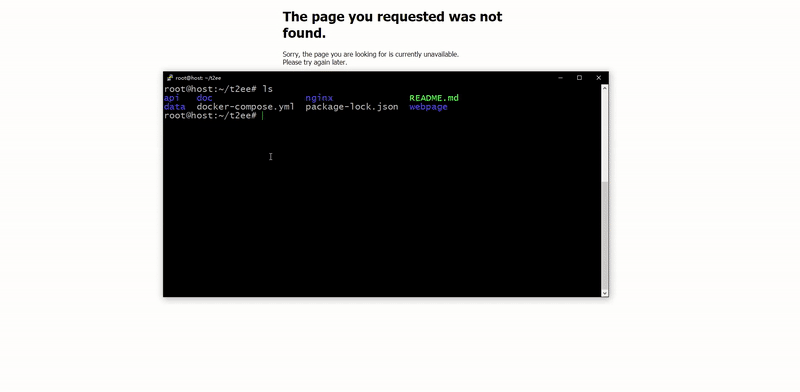 The page you requested was not
found.
Sorry, the page you are looking for is currently unavailable.
Please try again later.
root@host: ~/t2ee
root@host:~/t2ee# ls
api doc nginx README.md
data docker-compose.yml package-lock.json webpage
root@host:~/t2ee#